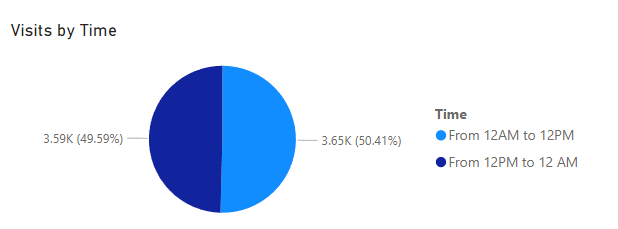 Visits by Time
3.59K (49.59%)
3.65K (50.41%)
Time
From 12AM to 12PM
From 12PM to 12 AM